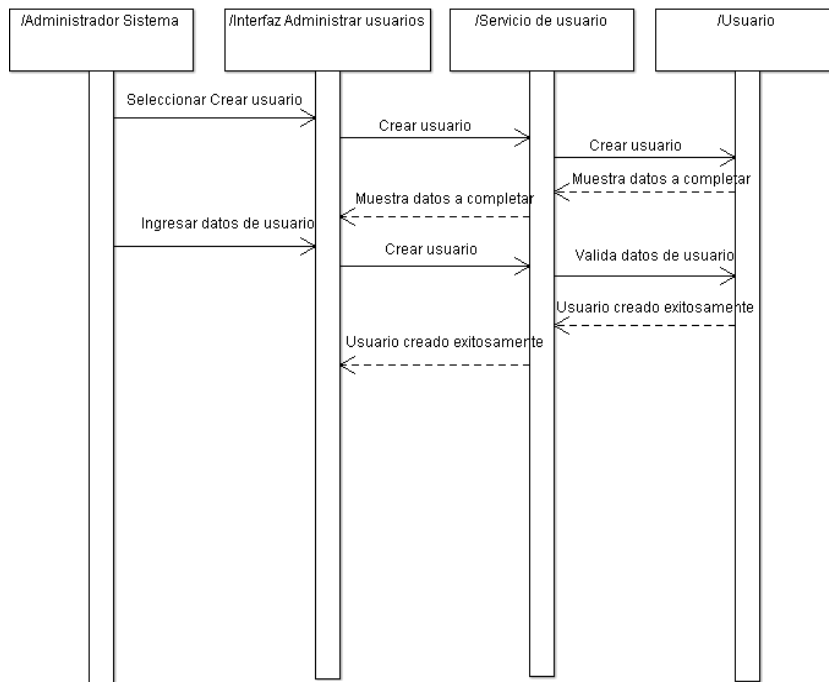 /Administrador Sistema
/Interfaz Administrar usuarios
/Servicio de usuario
/Usuario
Seleccionar Crear usuario
Crear usuario
Crear usuario
Muestra datos a completar
Muestra datos a completar
Ingresar datos de usuario
Crear usuario
Valida datos de usuario
Usuario creado exitosamente
Usuario creado exitosamente